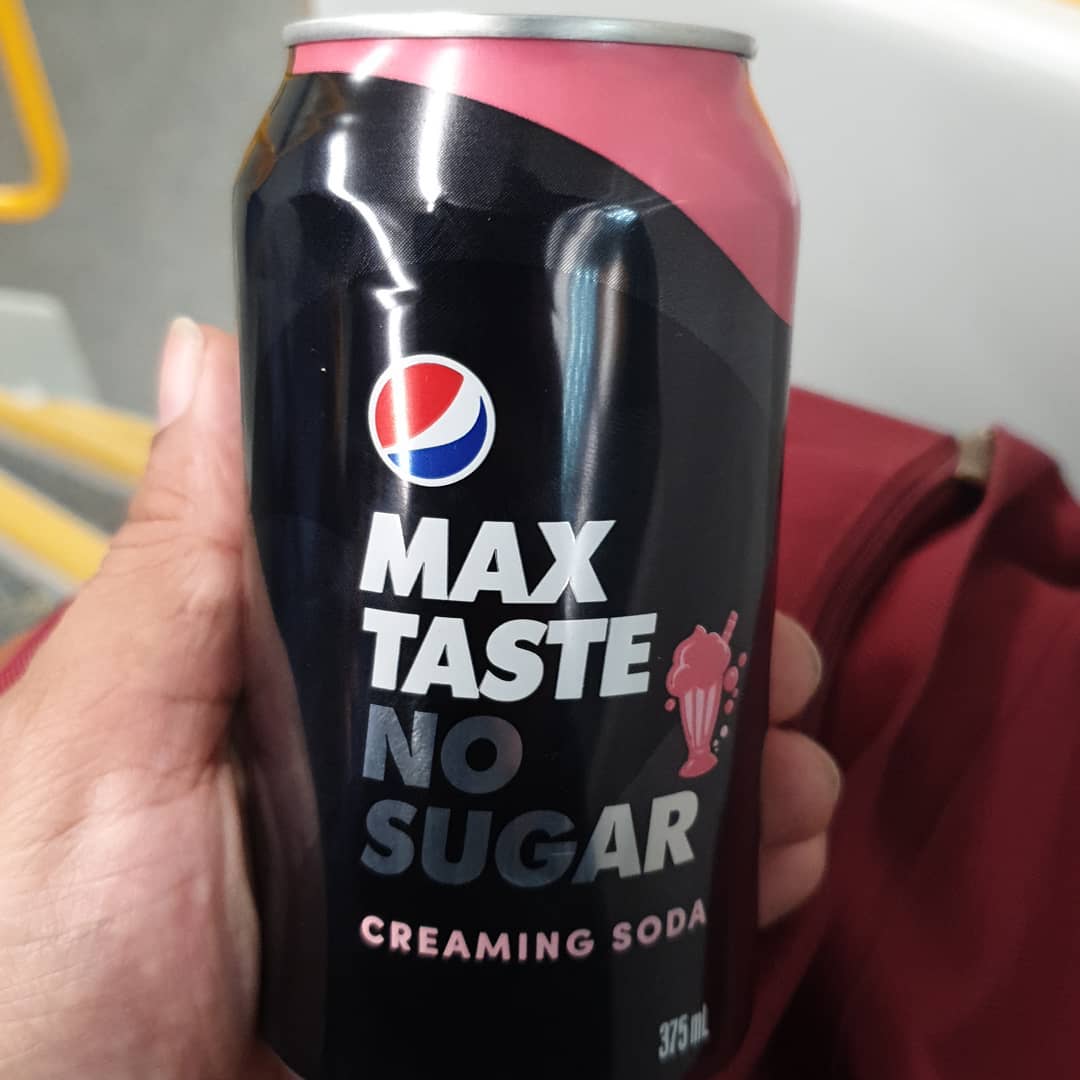 MAX
TASTE
NO
SUGAR
CREAMING SODA
375 mL